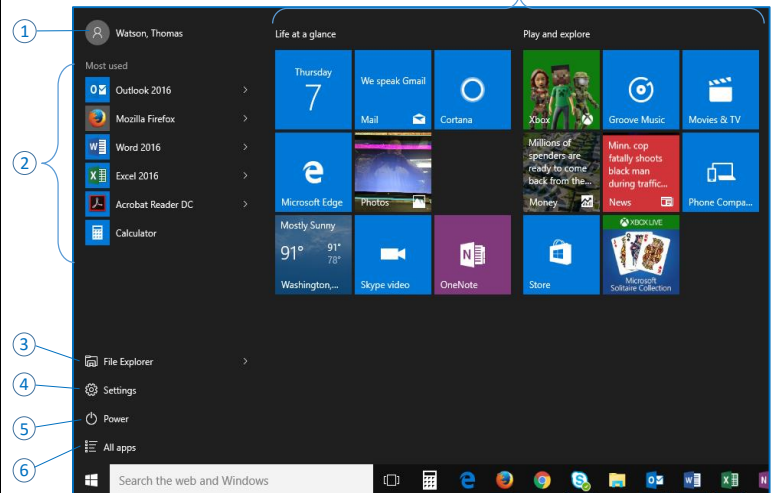 1
Watson, Thomas
Most used
2
Outlook 2016
Mozilla Firefox
Word 2016
Excel 2016
Acrobat Reader DC
Calculator
3
File Explorer
4
Settings
5
Power
6
All apps
Search the web and Windows
Life at a glance
Thursday
7
We speak Gmail
Mail
Cortana
Microsoft Edge
Photos
Mostly Sunny
91°
91°
78°
Washington,...
Skype video
OneNote
Play and explore
Xbox
Groove Music
Movies & TV
Millions of
spenders are
ready to come
back from the...
Money
Minn. cop
fatally shoots
black man
during traffic...
News
Phone Compa...
Store
XBOX LIVE
Microsoft
Solitaire Collection